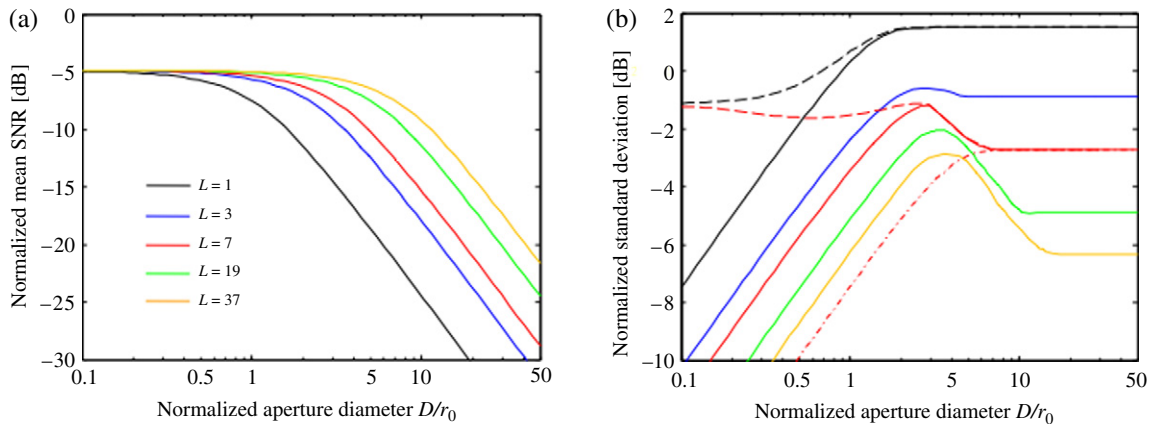 (a)
Normalized mean SNR [dB]
0
−5
−10
−15
−20
−25
−30
L = 1
L = 3
L = 7
L = 19
L = 37
0.1
0.5
1
5
10
50
Normalized aperture diameter D/r₀
(b)
Normalized standard deviation [dB]
2
0
−2
−4
−6
−8
−10
0.1
0.5
1
5
10
50
Normalized aperture diameter D/r₀